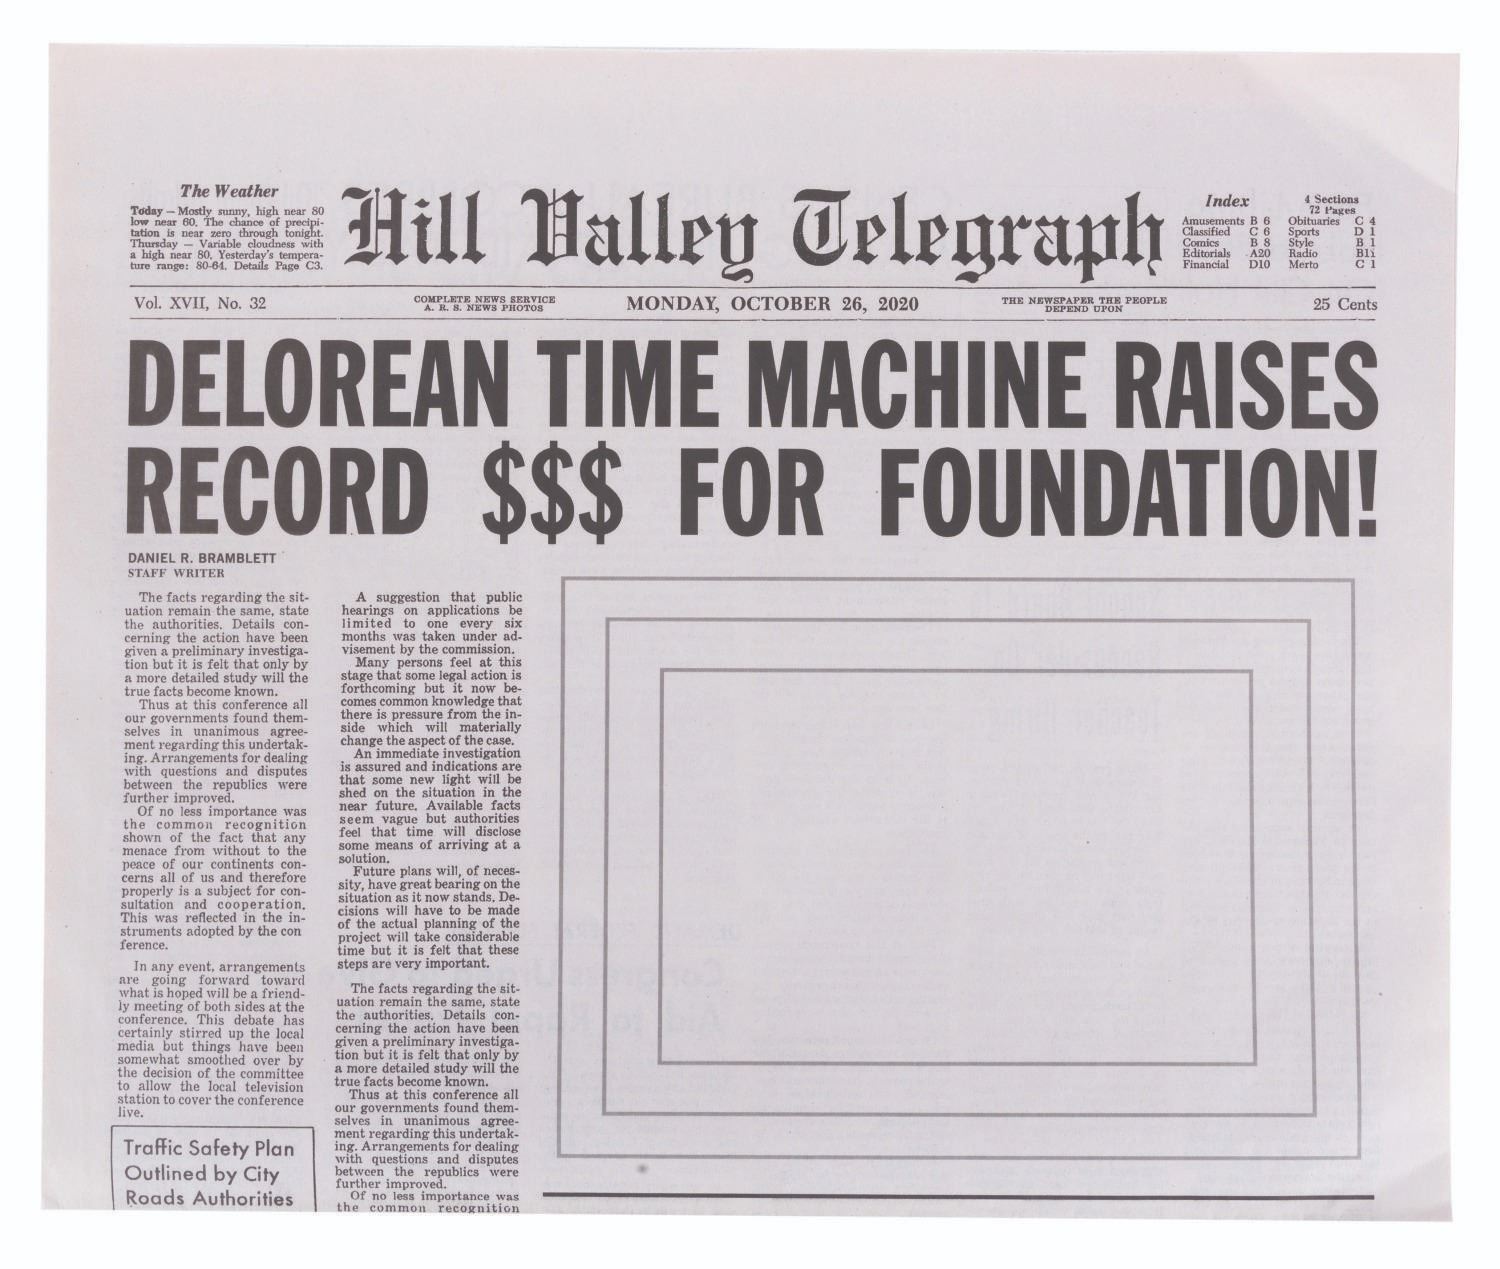 The Weather
Today — Mostly sunny, high near 80
low near 60. The chance of precipi-
tation is near zero through tonight.
Thursday — Variable cloudness with
a high near 80. Yesterday's tempera-
ture range: 80-64. Details Page C3.
Hill Valley Telegraph
Index
Amusements B 6
Classified C 6
Comics B 8
Editorials A20
Financial D10
4 Sections
72 Pages
Obituaries C 4
Sports D 1
Style B 1
Radio B11
Merto C 1
Vol. XVII, No. 32
COMPLETE NEWS SERVICE
A. R. S. NEWS PHOTOS
MONDAY, OCTOBER 26, 2020
THE NEWSPAPER THE PEOPLE
DEPEND UPON
25 Cents
DELOREAN TIME MACHINE RAISES
RECORD $$$ FOR FOUNDATION!
DANIEL R. BRAMBLETT
STAFF WRITER
The facts regarding the sit-
uation remain the same, state
the authorities. Details con-
cerning the action have been
given a preliminary investiga-
tion but it is felt that only by
a more detailed study will the
true facts become known.
Thus at this conference all
our governments found them-
selves in unanimous agree-
ment regarding this undertak-
ing. Arrangements for dealing
with questions and disputes
between the republics were
further improved.
Of no less importance was
the common recognition
shown of the fact that any
menace from without to the
peace of our continents con-
cerns all of us and therefore
properly is a subject for con-
sultation and cooperation.
This was reflected in the in-
struments adopted by the con
ference.
In any event, arrangements
are going forward toward
what is hoped will be a friend-
ly meeting of both sides at the
conference. This debate has
certainly stirred up the local
media but things have been
somewhat smoothed over by
the decision of the committee
to allow the local television
station to cover the conference
live.
Traffic Safety Plan
Outlined by City
Roads Authorities
A suggestion that public
hearings on applications be
limited to one every six
months was taken under ad-
visement by the commission.
Many persons feel at this
stage that some legal action is
forthcoming but it now be-
comes common knowledge that
there is pressure from the in-
side which will materially
change the aspect of the case.
An immediate investigation
is assured and indications are
that some new light will be
shed on the situation in the
near future. Available facts
seem vague but authorities
feel that time will disclose
some means of arriving at a
solution.
Future plans will, of neces-
sity, have great bearing on the
situation as it now stands. De-
cisions will have to be made
of the actual planning of the
project will take considerable
time but it is felt that these
steps are very important.
The facts regarding the sit-
uation remain the same, state
the authorities. Details con-
cerning the action have been
given a preliminary investiga-
tion but it is felt that only by
a more detailed study will the
true facts become known.
Thus at this conference all
our governments found them-
selves in unanimous agree-
ment regarding this undertak-
ing. Arrangements for dealing
with questions and disputes
between the republics were
further improved.
Of no less importance was
the common recognition